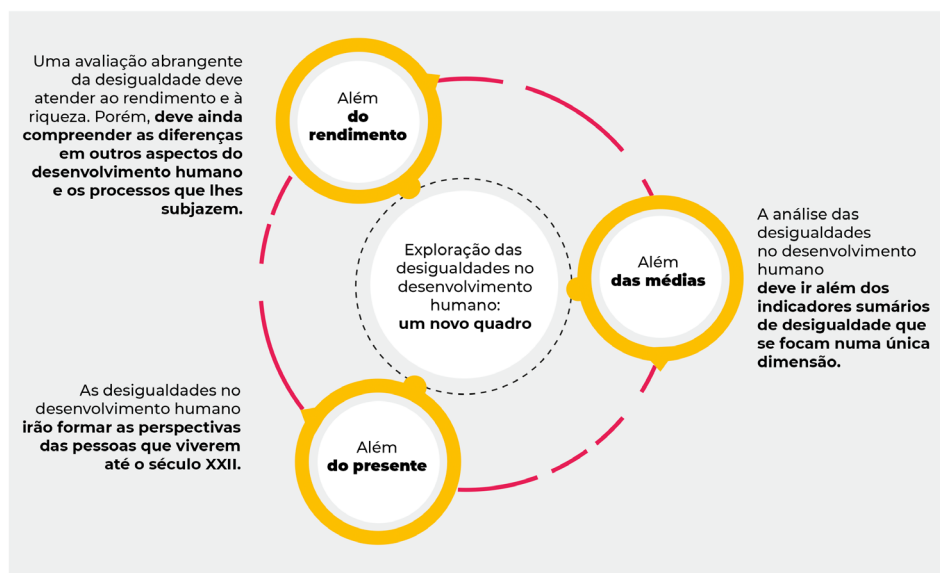 Uma avaliação abrangente
da desigualdade deve
atender ao rendimento e à
riqueza. Porém, deve ainda
compreender as diferenças
em outros aspectos do
desenvolvimento humano
e os processos que lhes
subjazem.
Além
do
rendimento
Exploração das
desigualdades no
desenvolvimento
humano:
um novo quadro
Além
das médias
A análise das
desigualdades
no desenvolvimento
humano
deve ir além dos
indicadores sumários
de desigualdade que
se focam numa única
dimensão.
As desigualdades no
desenvolvimento humano
irão formar as perspectivas
das pessoas que viverem
até o século XXII.
Além
do presente